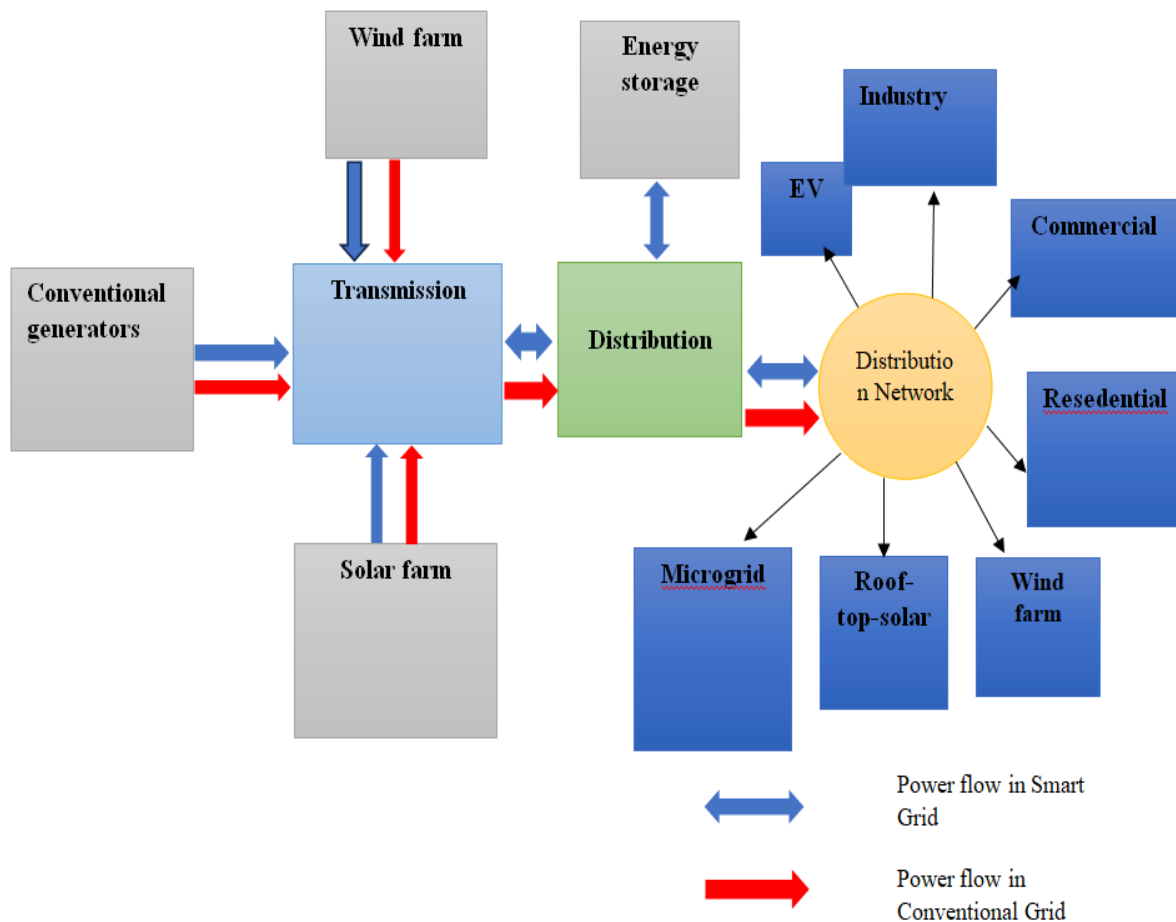 Wind farm
Energy
storage
Industry
EV
Commercial
Conventional
generators
Transmission
Distribution
Distributio
n Network
Resedential
Solar farm
Microgrid
Roof-
top-solar
Wind
farm
Power flow in Smart
Grid
Power flow in
Conventional Grid